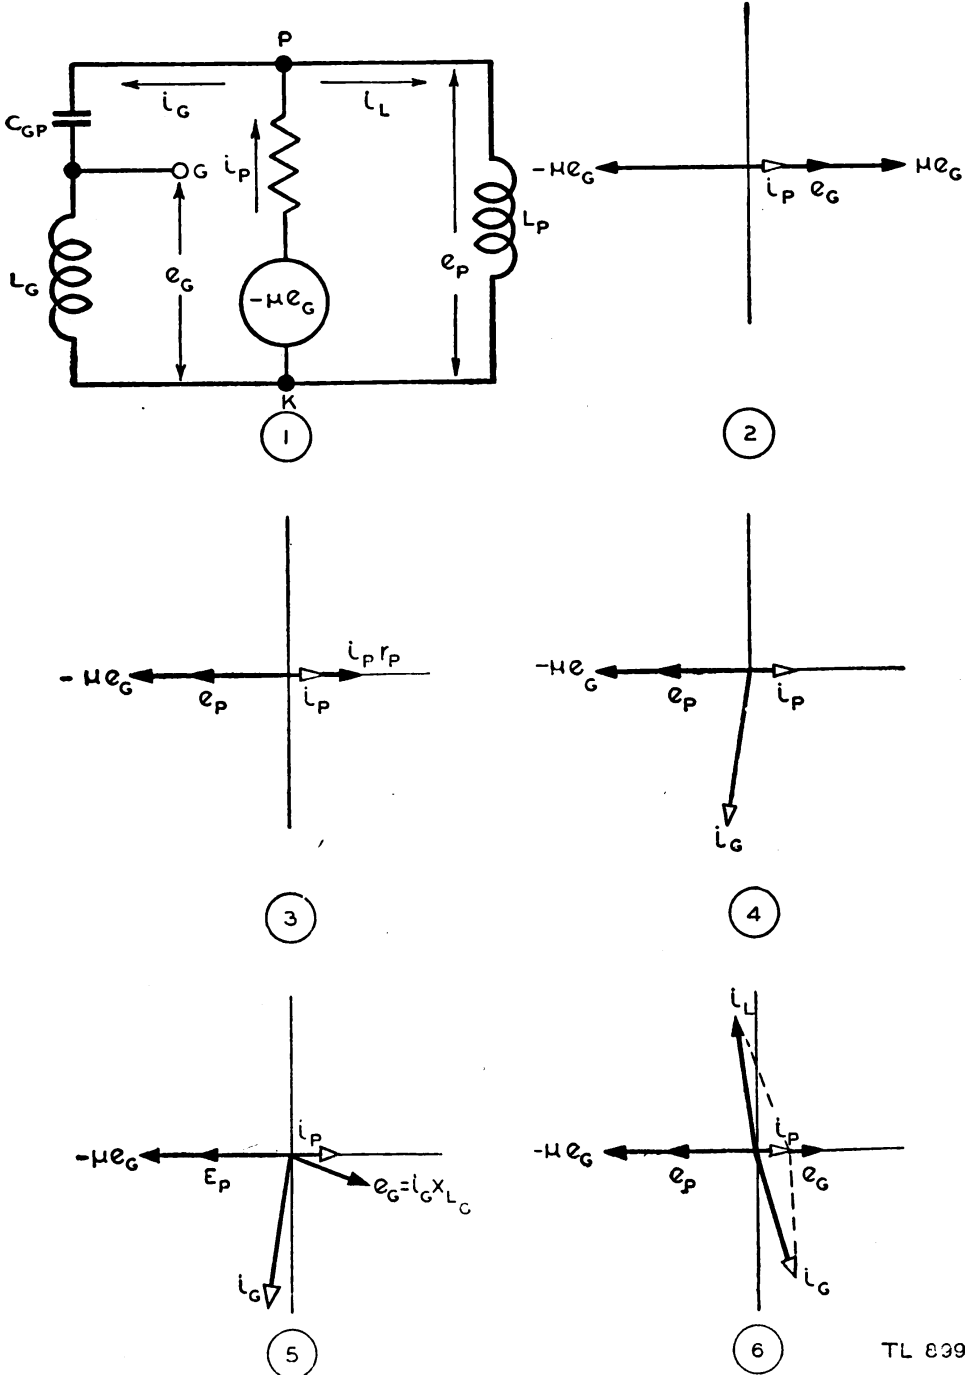 P
i_G
i_L
C_GP
G
i_P
L_P
L_G
e_G
-μe_G
e_P
K
1
-μe_G
i_P
e_G
μe_G
2
-μe_G
e_P
i_P
i_P r_P
3
-μe_G
e_P
i_P
i_G
4
-μe_G
E_P
i_P
e_G=i_G X_L_G
i_G
5
i_L
-μe_G
e_P
i_P
e_G
i_G
6
TL 899